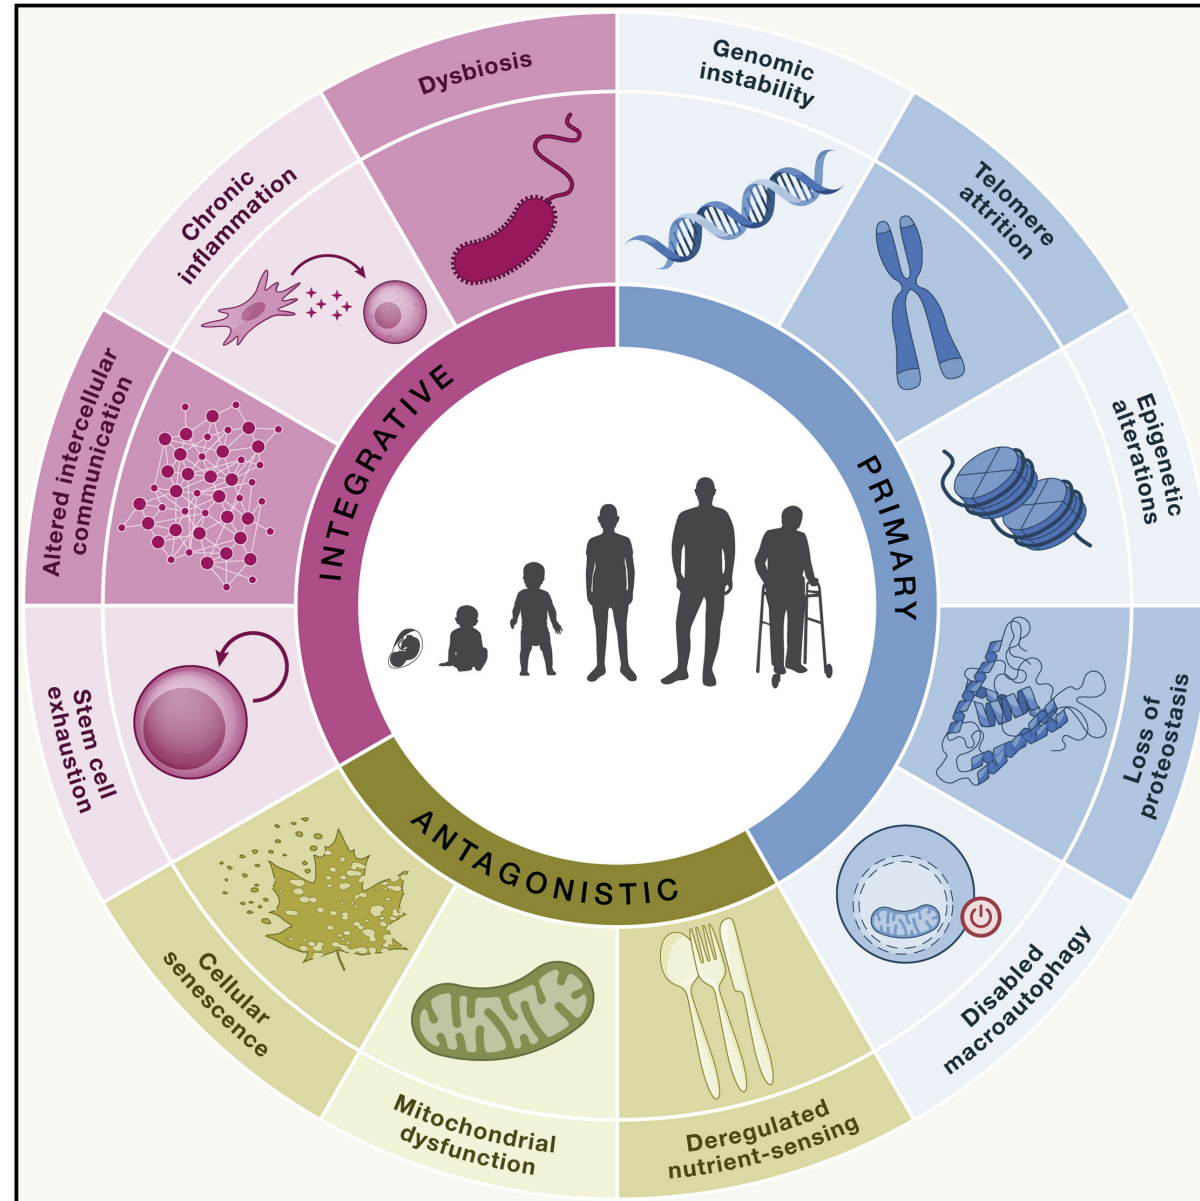 Genomic
instability
Telomere
attrition
Epigenetic
alterations
Loss of
proteostasis
Disabled
macroautophagy
Deregulated
nutrient-sensing
Mitochondrial
dysfunction
Cellular
senescence
Stem cell
exhaustion
Altered intercellular
communication
Chronic
inflammation
Dysbiosis
PRIMARY
ANTAGONISTIC
INTEGRATIVE